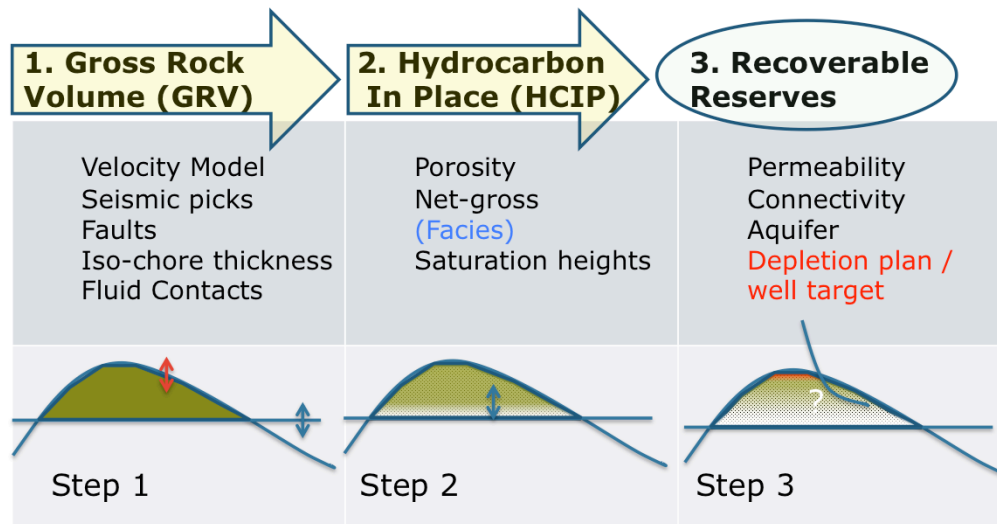 1. Gross Rock
Volume (GRV)
2. Hydrocarbon
In Place (HCIP)
3. Recoverable
Reserves
Velocity Model
Seismic picks
Faults
Iso-chore thickness
Fluid Contacts
Porosity
Net-gross
(Facies)
Saturation heights
Permeability
Connectivity
Aquifer
Depletion plan /
well target
?
Step 1
Step 2
Step 3